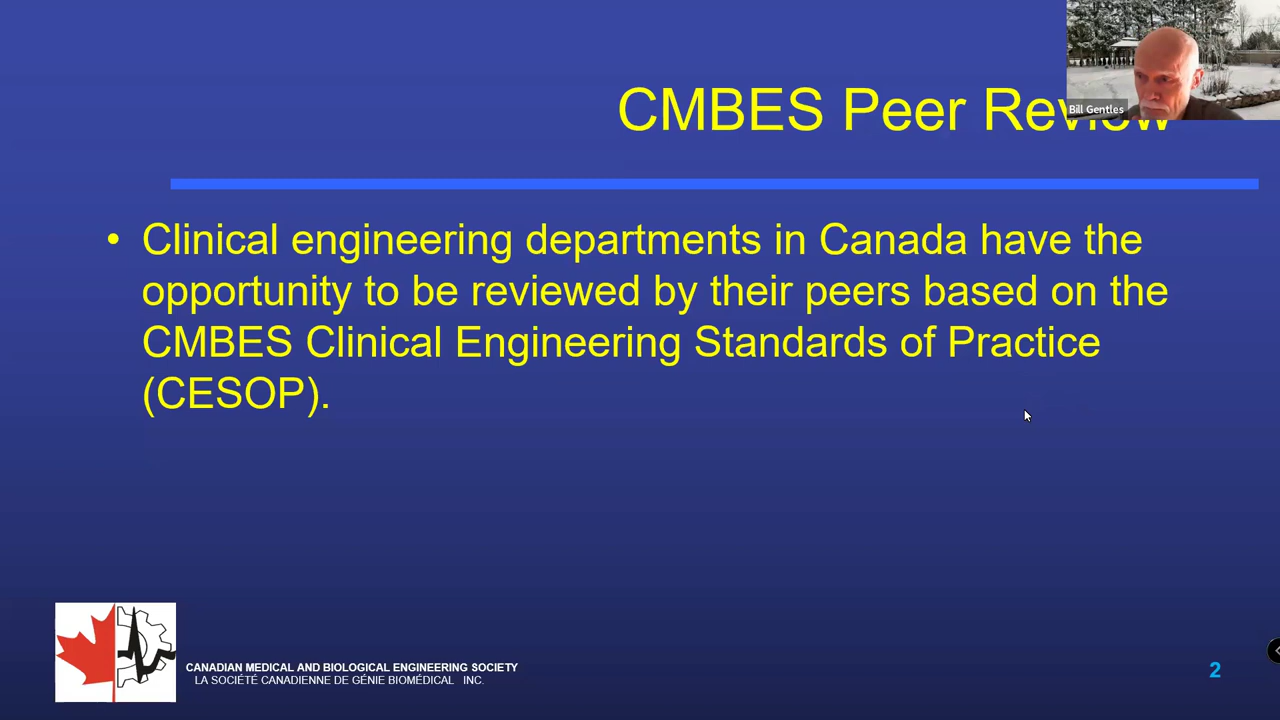 CMBES Peer Review
Bill Gentles
• Clinical engineering departments in Canada have the
opportunity to be reviewed by their peers based on the
CMBES Clinical Engineering Standards of Practice
(CESOP).
CANADIAN MEDICAL AND BIOLOGICAL ENGINEERING SOCIETY
LA SOCIÉTÉ CANADIENNE DE GÉNIE BIOMÉDICAL INC.
2